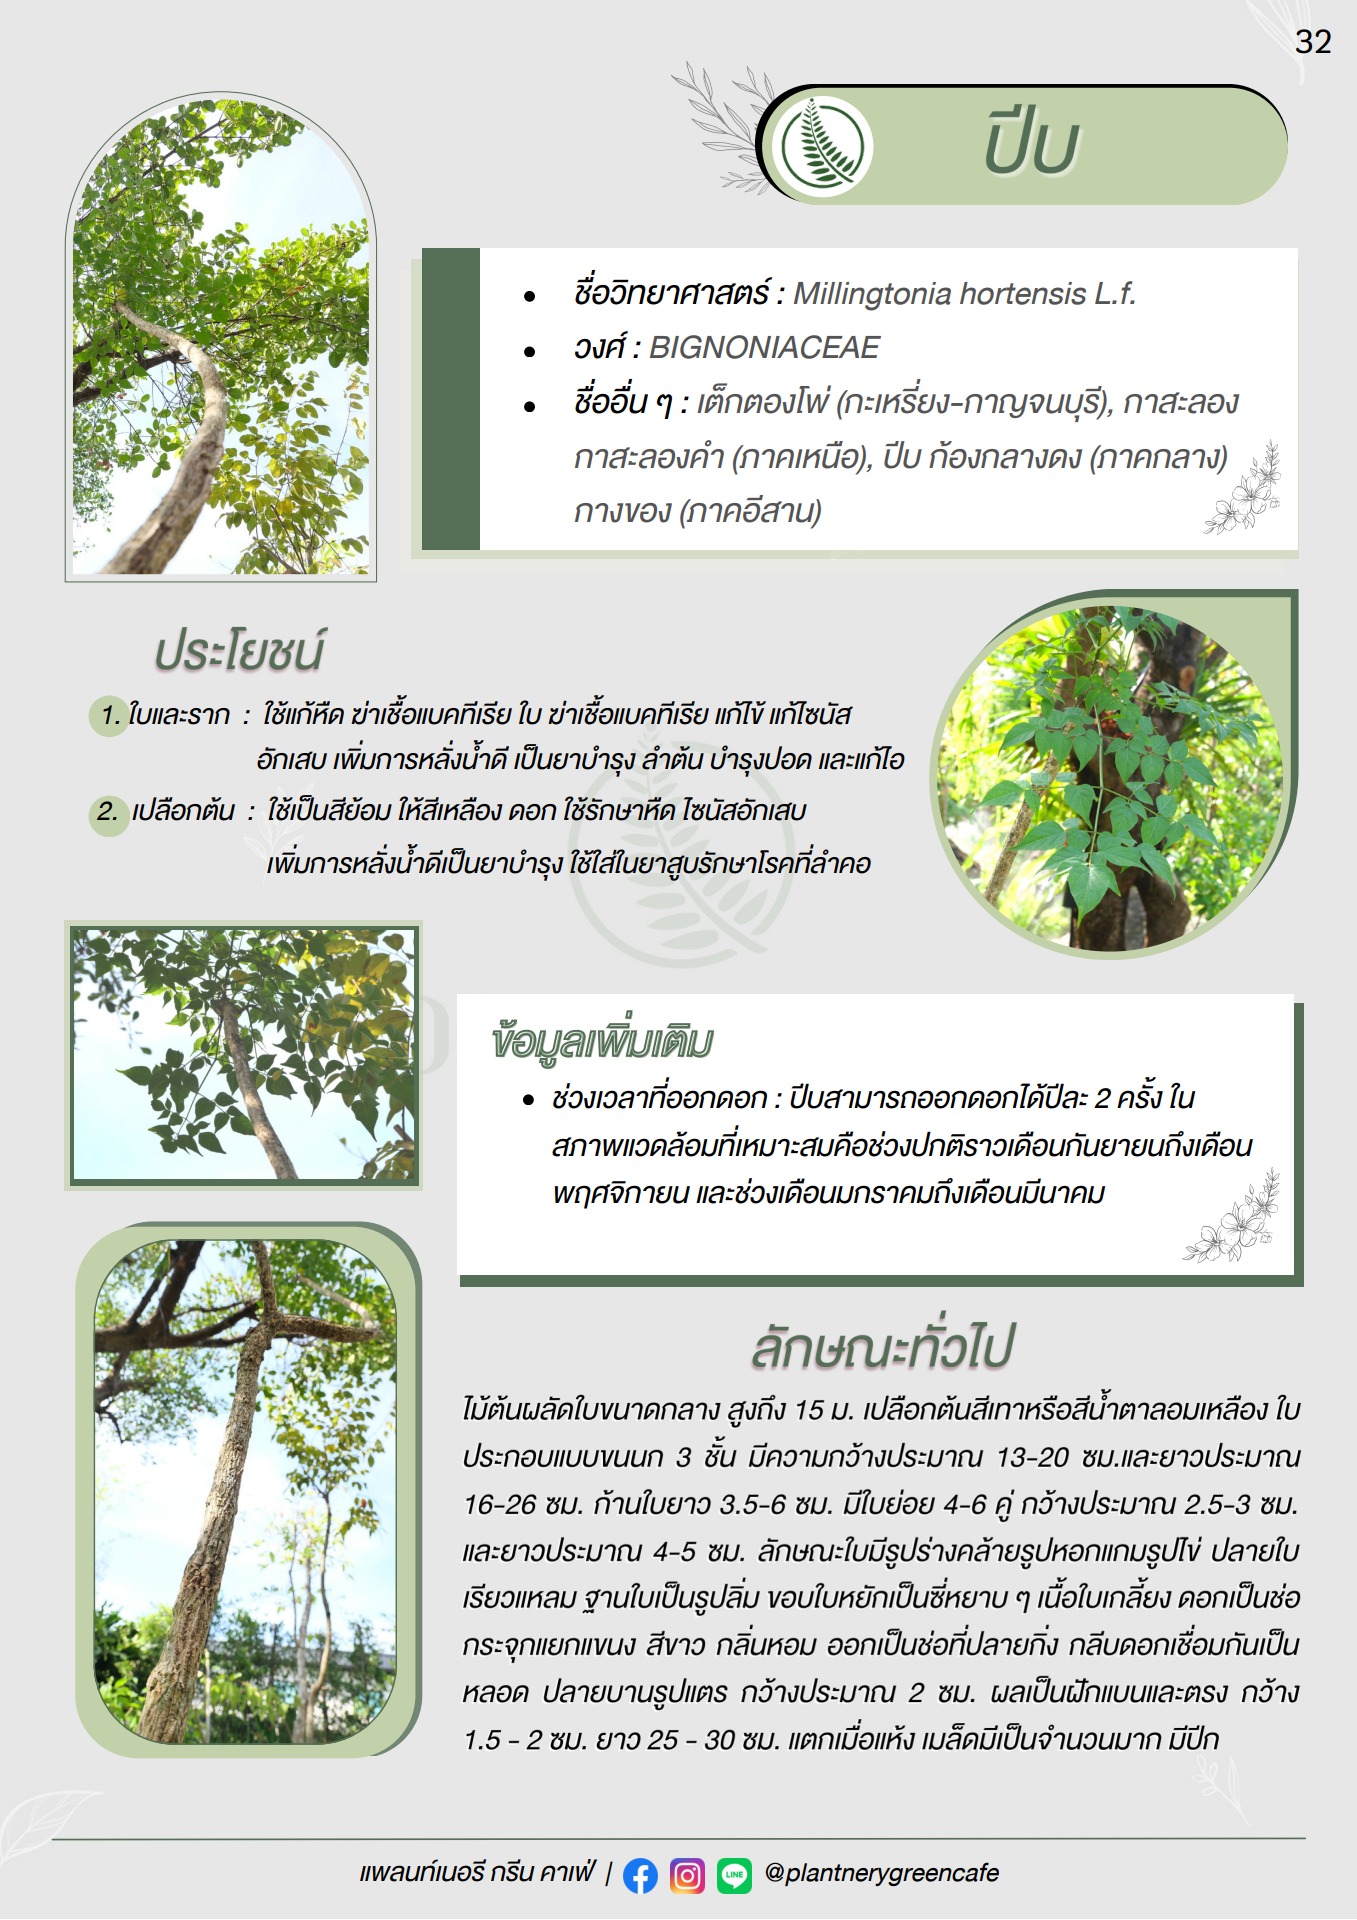 32
ปีบ
ชื่อวิทยาศาสตร์ : Millingtonia hortensis L.f.
วงศ์ : BIGNONIACEAE
ชื่ออื่น ๆ : เต็กตองโพ่ (กะเหรี่ยง-กาญจนบุรี), กาสะลอง
กาสะลองคำ (ภาคเหนือ), ปีบ ก้องกลางดง (ภาคกลาง)
กางของ (ภาคอีสาน)
ประโยชน์
1. ใบและราก : ใช้แก้หืด ฆ่าเชื้อแบคทีเรีย ใบ ฆ่าเชื้อแบคทีเรีย แก้ไข้ แก้ไซนัส
อักเสบ เพิ่มการหลั่งน้ำดี เป็นยาบำรุง ลำต้น บำรุงปอด และแก้ไอ
2. เปลือกต้น : ใช้เป็นสีย้อม ให้สีเหลือง ดอก ใช้รักษาหืด ไซนัสอักเสบ
เพิ่มการหลั่งน้ำดีเป็นยาบำรุง ใช้ใส่ในยาสูบรักษาโรคที่ลำคอ
ข้อมูลเพิ่มเติม
ช่วงเวลาที่ออกดอก : ปีบสามารถออกดอกได้ปีละ 2 ครั้ง ใน
สภาพแวดล้อมที่เหมาะสมคือช่วงปกติราวเดือนกันยายนถึงเดือน
พฤศจิกายน และช่วงเดือนมกราคมถึงเดือนมีนาคม
ลักษณะทั่วไป
ไม้ต้นผลัดใบขนาดกลาง สูงถึง 15 ม. เปลือกต้นสีเทาหรือสีน้ำตาลอมเหลือง ใบ
ประกอบแบบขนนก 3 ชั้น มีความกว้างประมาณ 13-20 ซม.และยาวประมาณ
16-26 ซม. ก้านใบยาว 3.5-6 ซม. มีใบย่อย 4-6 คู่ กว้างประมาณ 2.5-3 ซม.
และยาวประมาณ 4-5 ซม. ลักษณะใบมีรูปร่างคล้ายรูปหอกแกมรูปไข่ ปลายใบ
เรียวแหลม ฐานใบเป็นรูปลิ่ม ขอบใบหยักเป็นซี่หยาบ ๆ เนื้อใบเกลี้ยง ดอกเป็นช่อ
กระจุกแยกแขนง สีขาว กลิ่นหอม ออกเป็นช่อที่ปลายกิ่ง กลีบดอกเชื่อมกันเป็น
หลอด ปลายบานรูปแตร กว้างประมาณ 2 ซม. ผลเป็นฝักแบนและตรง กว้าง
1.5 - 2 ซม. ยาว 25 - 30 ซม. แตกเมื่อแห้ง เมล็ดมีเป็นจำนวนมาก มีปีก
แพลนท์เนอรี กรีน คาเฟ่ | LINE @plantnerygreencafe